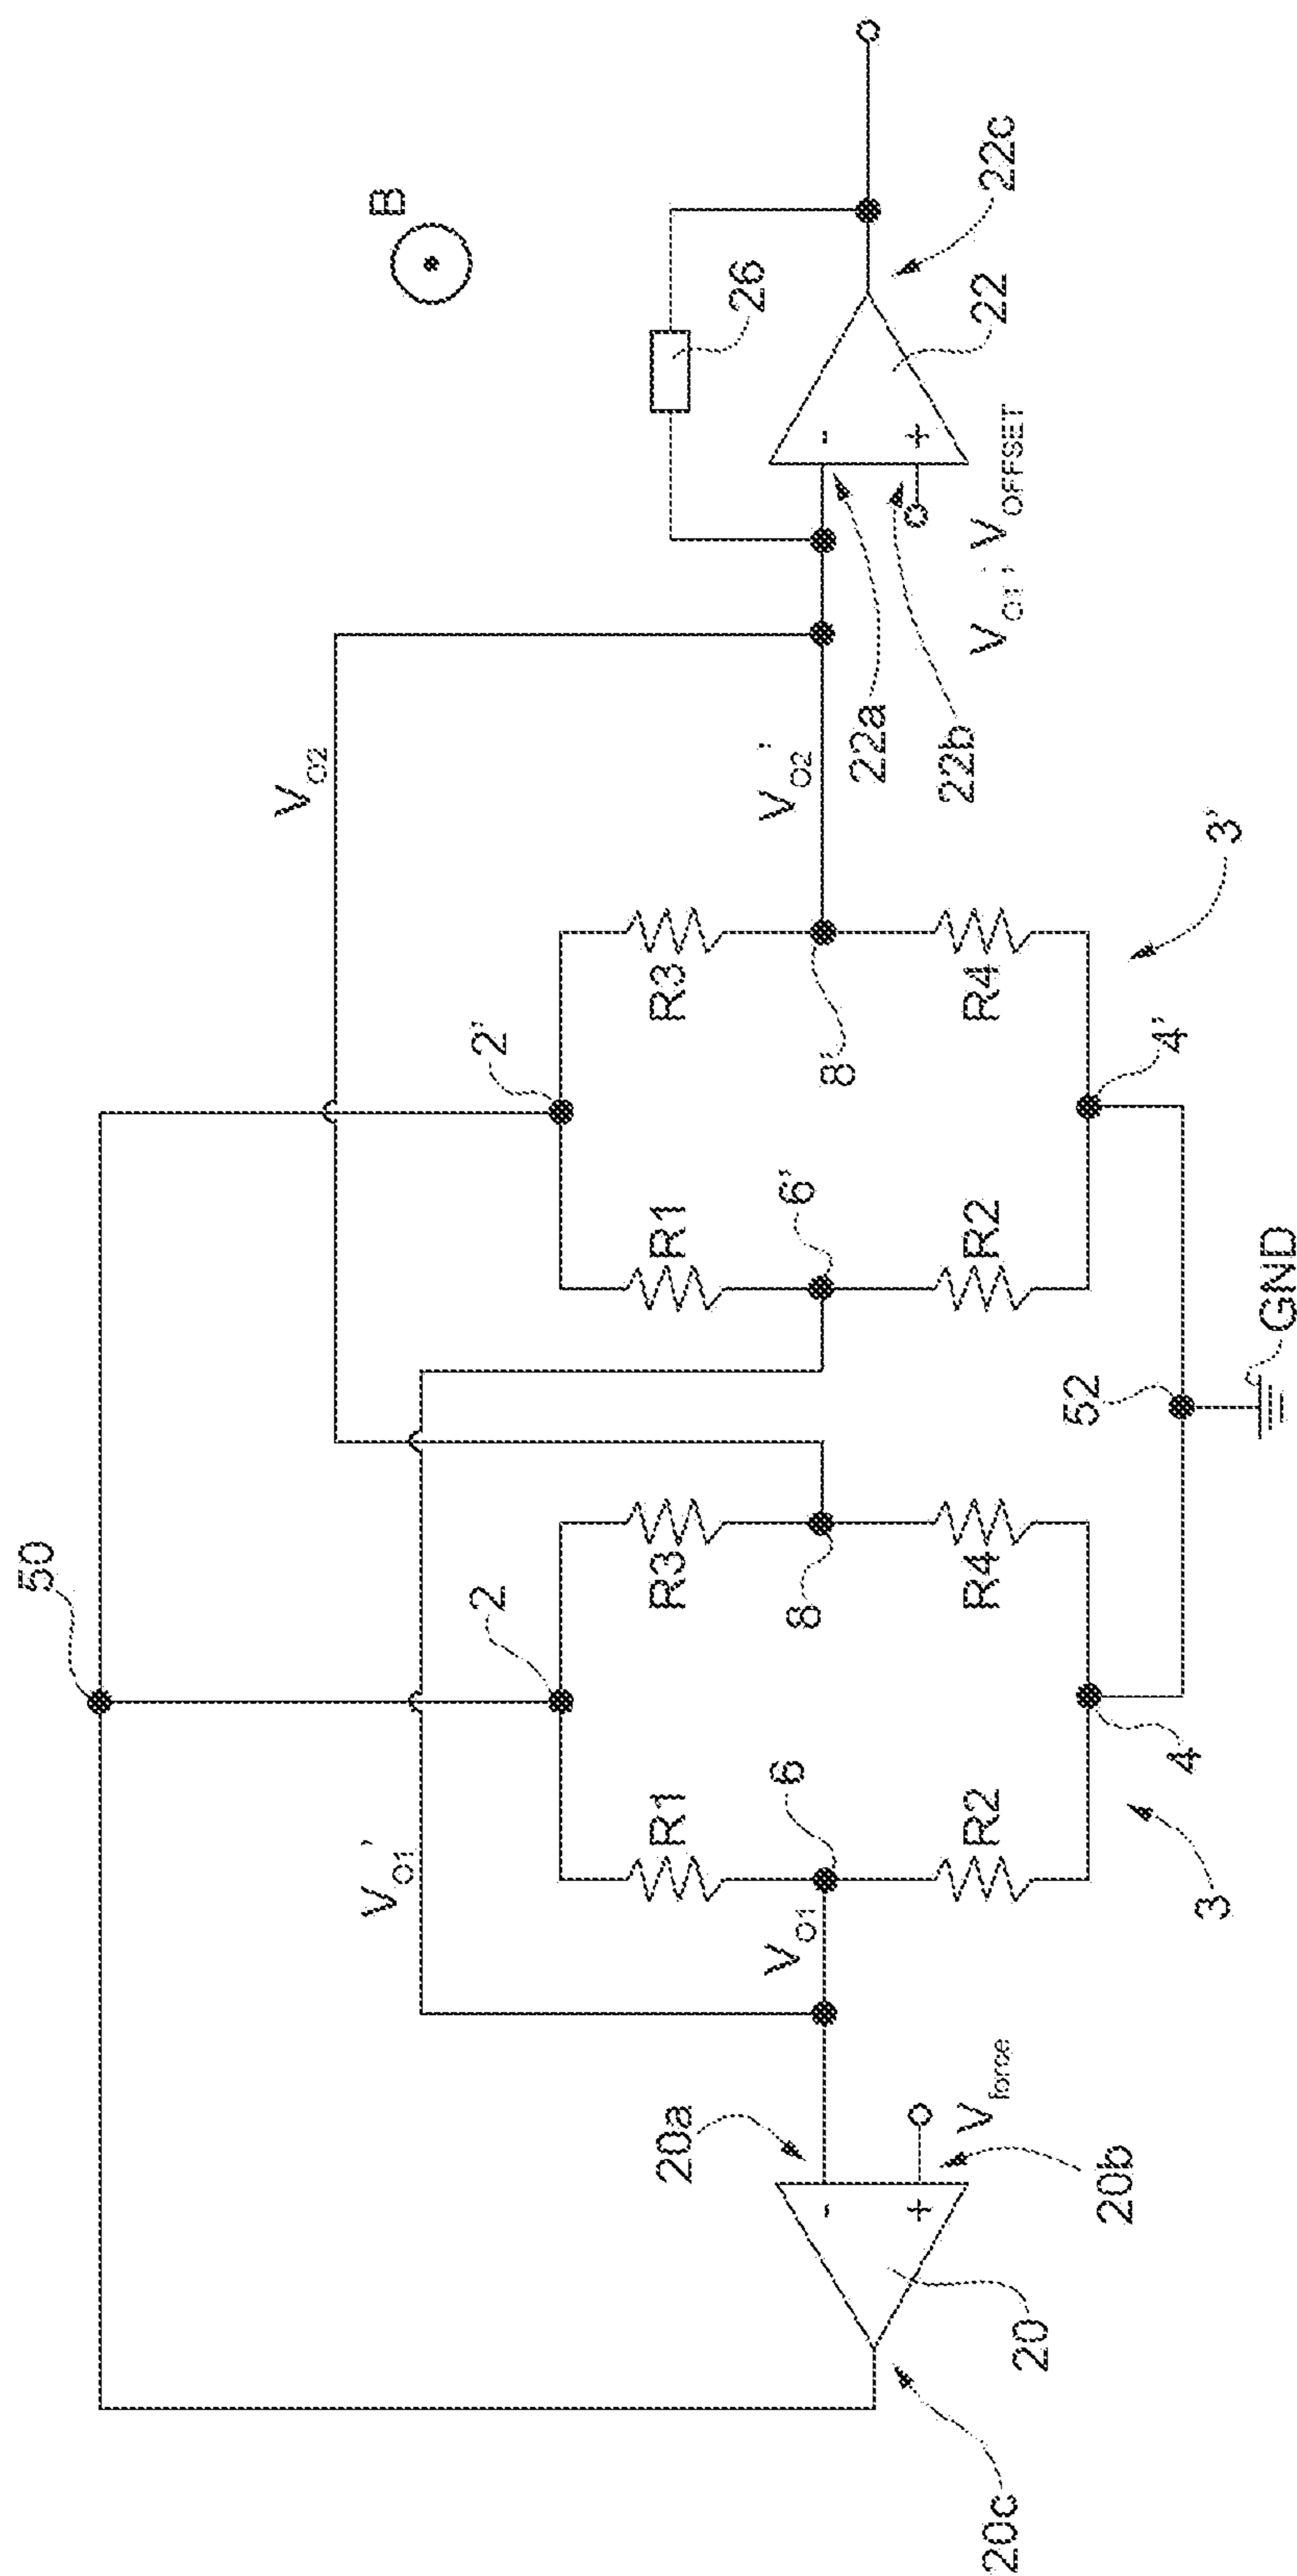 50
B
V_O2
V_O1'
2
2'
R1
R3
R1
R3
26
V_O1
6
8
6'
8'
V_O2'
20a
22a
22b
22c
22
R2
R4
R2
R4
-
+
-
+
V_force
V_O1; V_OFFSET
20b
20
20c
3
4
52
4'
3'
GND